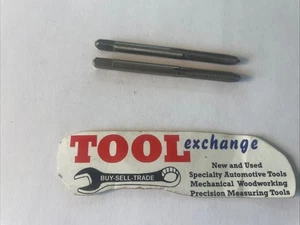 TOOL exchange
New and Used
Specialty Automotive Tools
BUY-SELL-TRADE
Mechanical Woodworking
Precision Measuring Tools